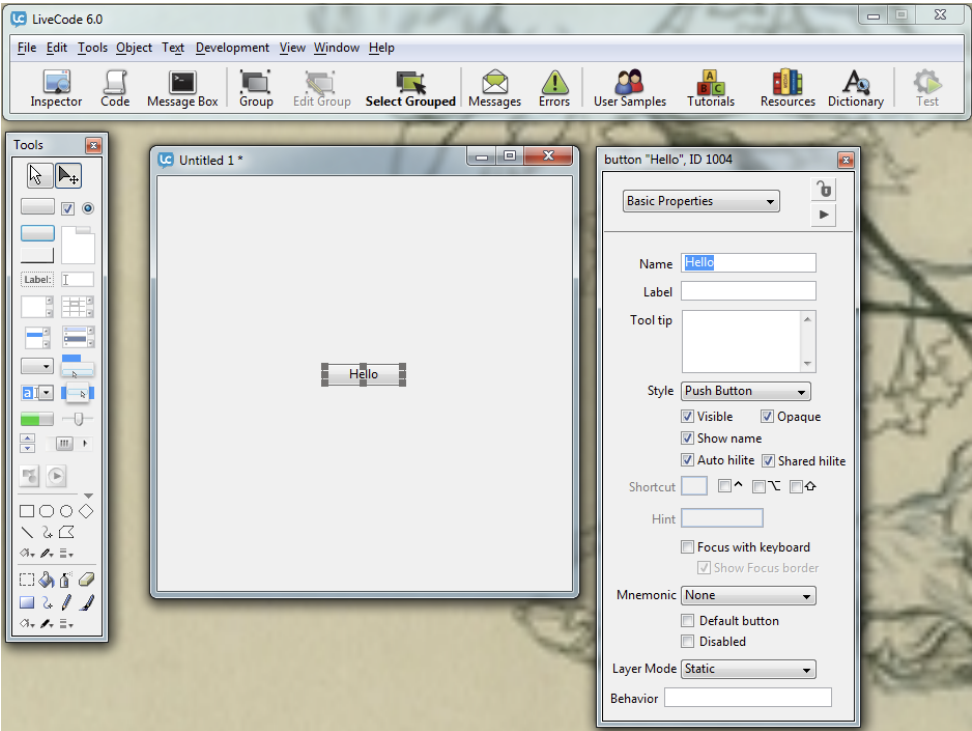 LiveCode 6.0
File Edit Tools Object Text Development View Window Help
Inspector Code Message Box Group Edit Group Select Grouped Messages Errors User Samples Tutorials Resources Dictionary Test
Tools
Label:
Untitled 1 *
Hello
button "Hello", ID 1004
Basic Properties
Name Hello
Label
Tool tip
Style Push Button
Visible Opaque
Show name
Auto hilite Shared hilite
Shortcut
Hint
Focus with keyboard
Show Focus border
Mnemonic None
Default button
Disabled
Layer Mode Static
Behavior